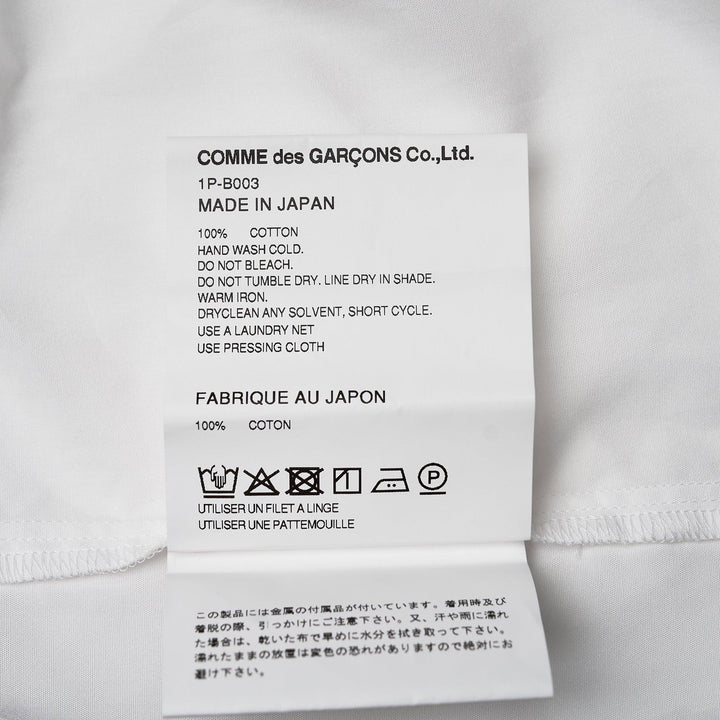 COMME des GARÇONS Co.,Ltd.
1P-B003
MADE IN JAPAN
100% COTTON
HAND WASH COLD.
DO NOT BLEACH.
DO NOT TUMBLE DRY. LINE DRY IN SHADE.
WARM IRON.
DRYCLEAN ANY SOLVENT, SHORT CYCLE.
USE A LAUNDRY NET
USE PRESSING CLOTH
FABRIQUE AU JAPON
100% COTON
P
UTILISER UN FILET A LINGE
UTILISER UNE PATTEMOUILLE
この製品には金属の付属品が付いています。着用時及び
着脱の際、引っかけにご注意下さい。又、汗や雨に濡れ
た場合は、乾いた布で早めに水分を拭き取って下さい。
濡れたままの放置は変色の恐れがありますので絶対にお
避け下さい。